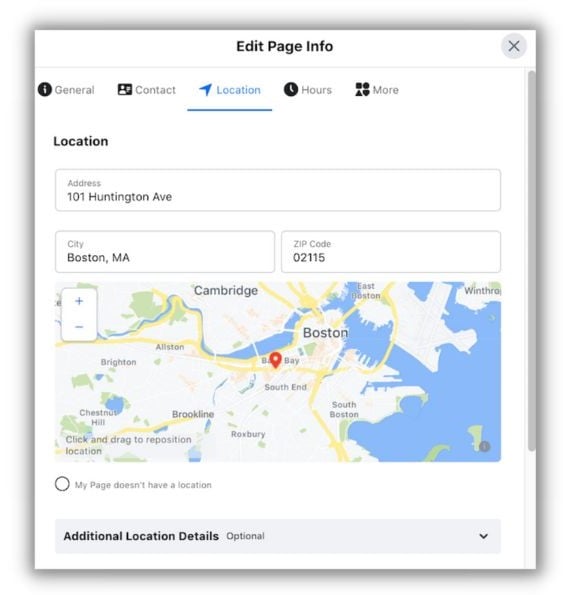 Edit Page Info
General Contact Location Hours More
Location
Address
101 Huntington Ave
City
Boston, MA
ZIP Code
02115
Cambridge
East
Boston
Winthro
Boston
Allston
Brighton
Back Bay
South End
Chestnut
Hill
Brookline
South
Boston
Roxbury
Click and drag to reposition
location
My Page doesn't have a location
Additional Location Details Optional